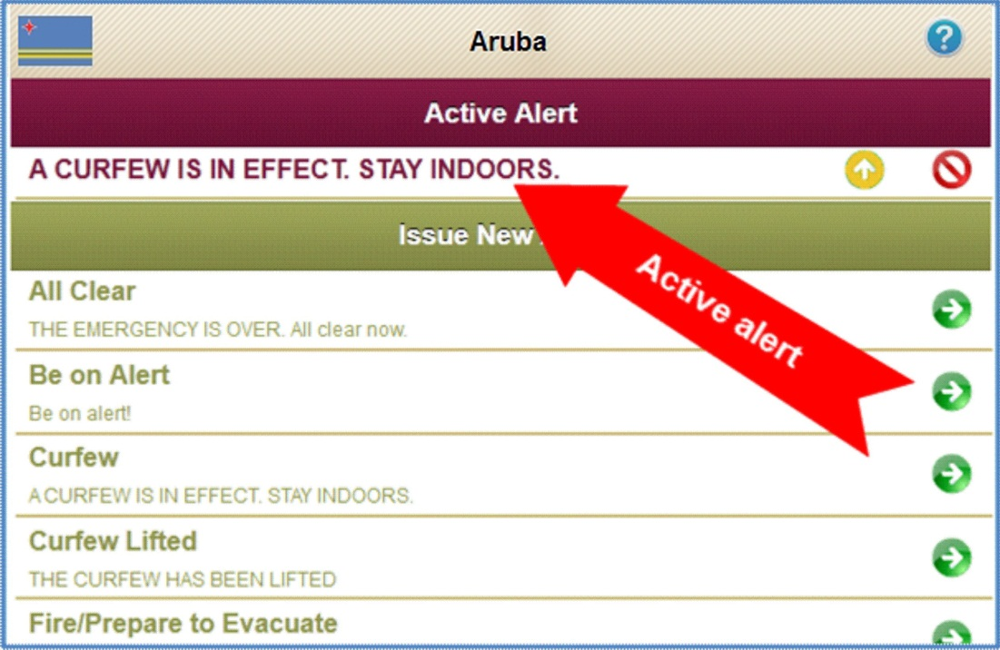 Aruba
?
Active Alert
A CURFEW IS IN EFFECT. STAY INDOORS.
Issue New
Active alert
All Clear
THE EMERGENCY IS OVER. All clear now.
Be on Alert
Be on alert!
Curfew
A CURFEW IS IN EFFECT. STAY INDOORS.
Curfew Lifted
THE CURFEW HAS BEEN LIFTED
Fire/Prepare to Evacuate